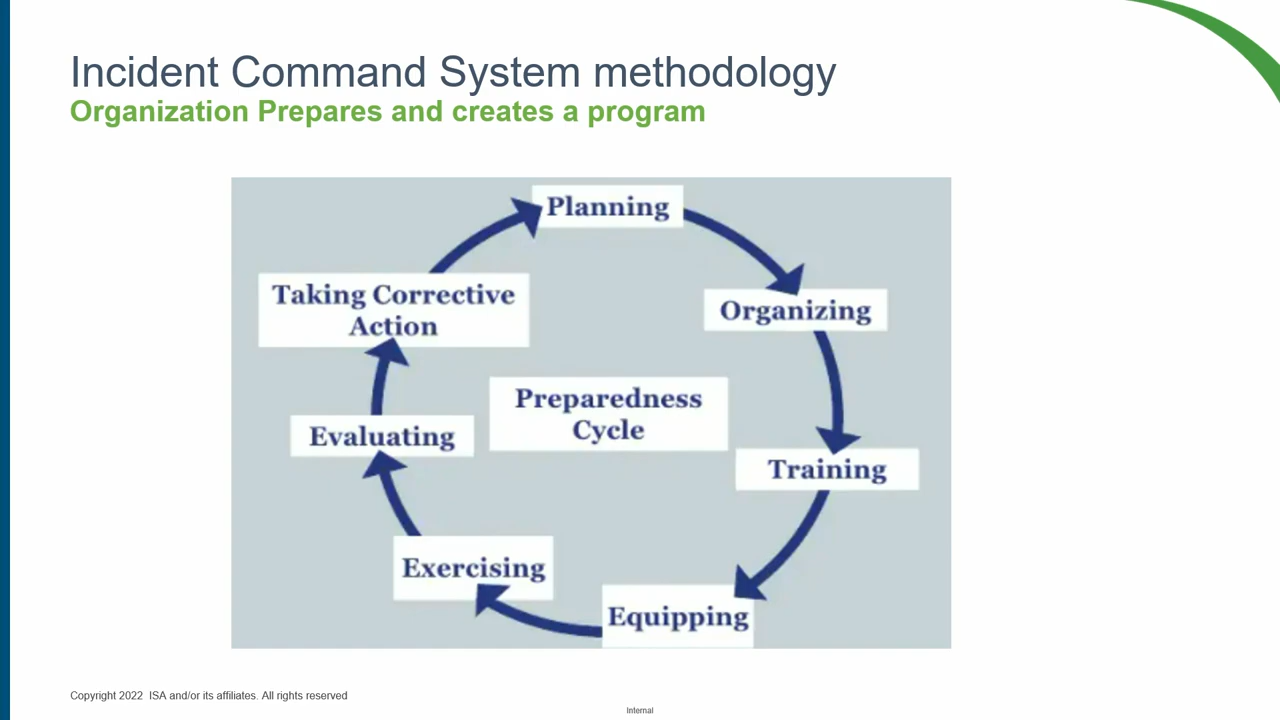 Incident Command System methodology
Organization Prepares and creates a program
Planning
Organizing
Training
Equipping
Exercising
Evaluating
Taking Corrective
Action
Preparedness
Cycle
Copyright 2022 ISA and/or its affiliates. All rights reserved
Internal